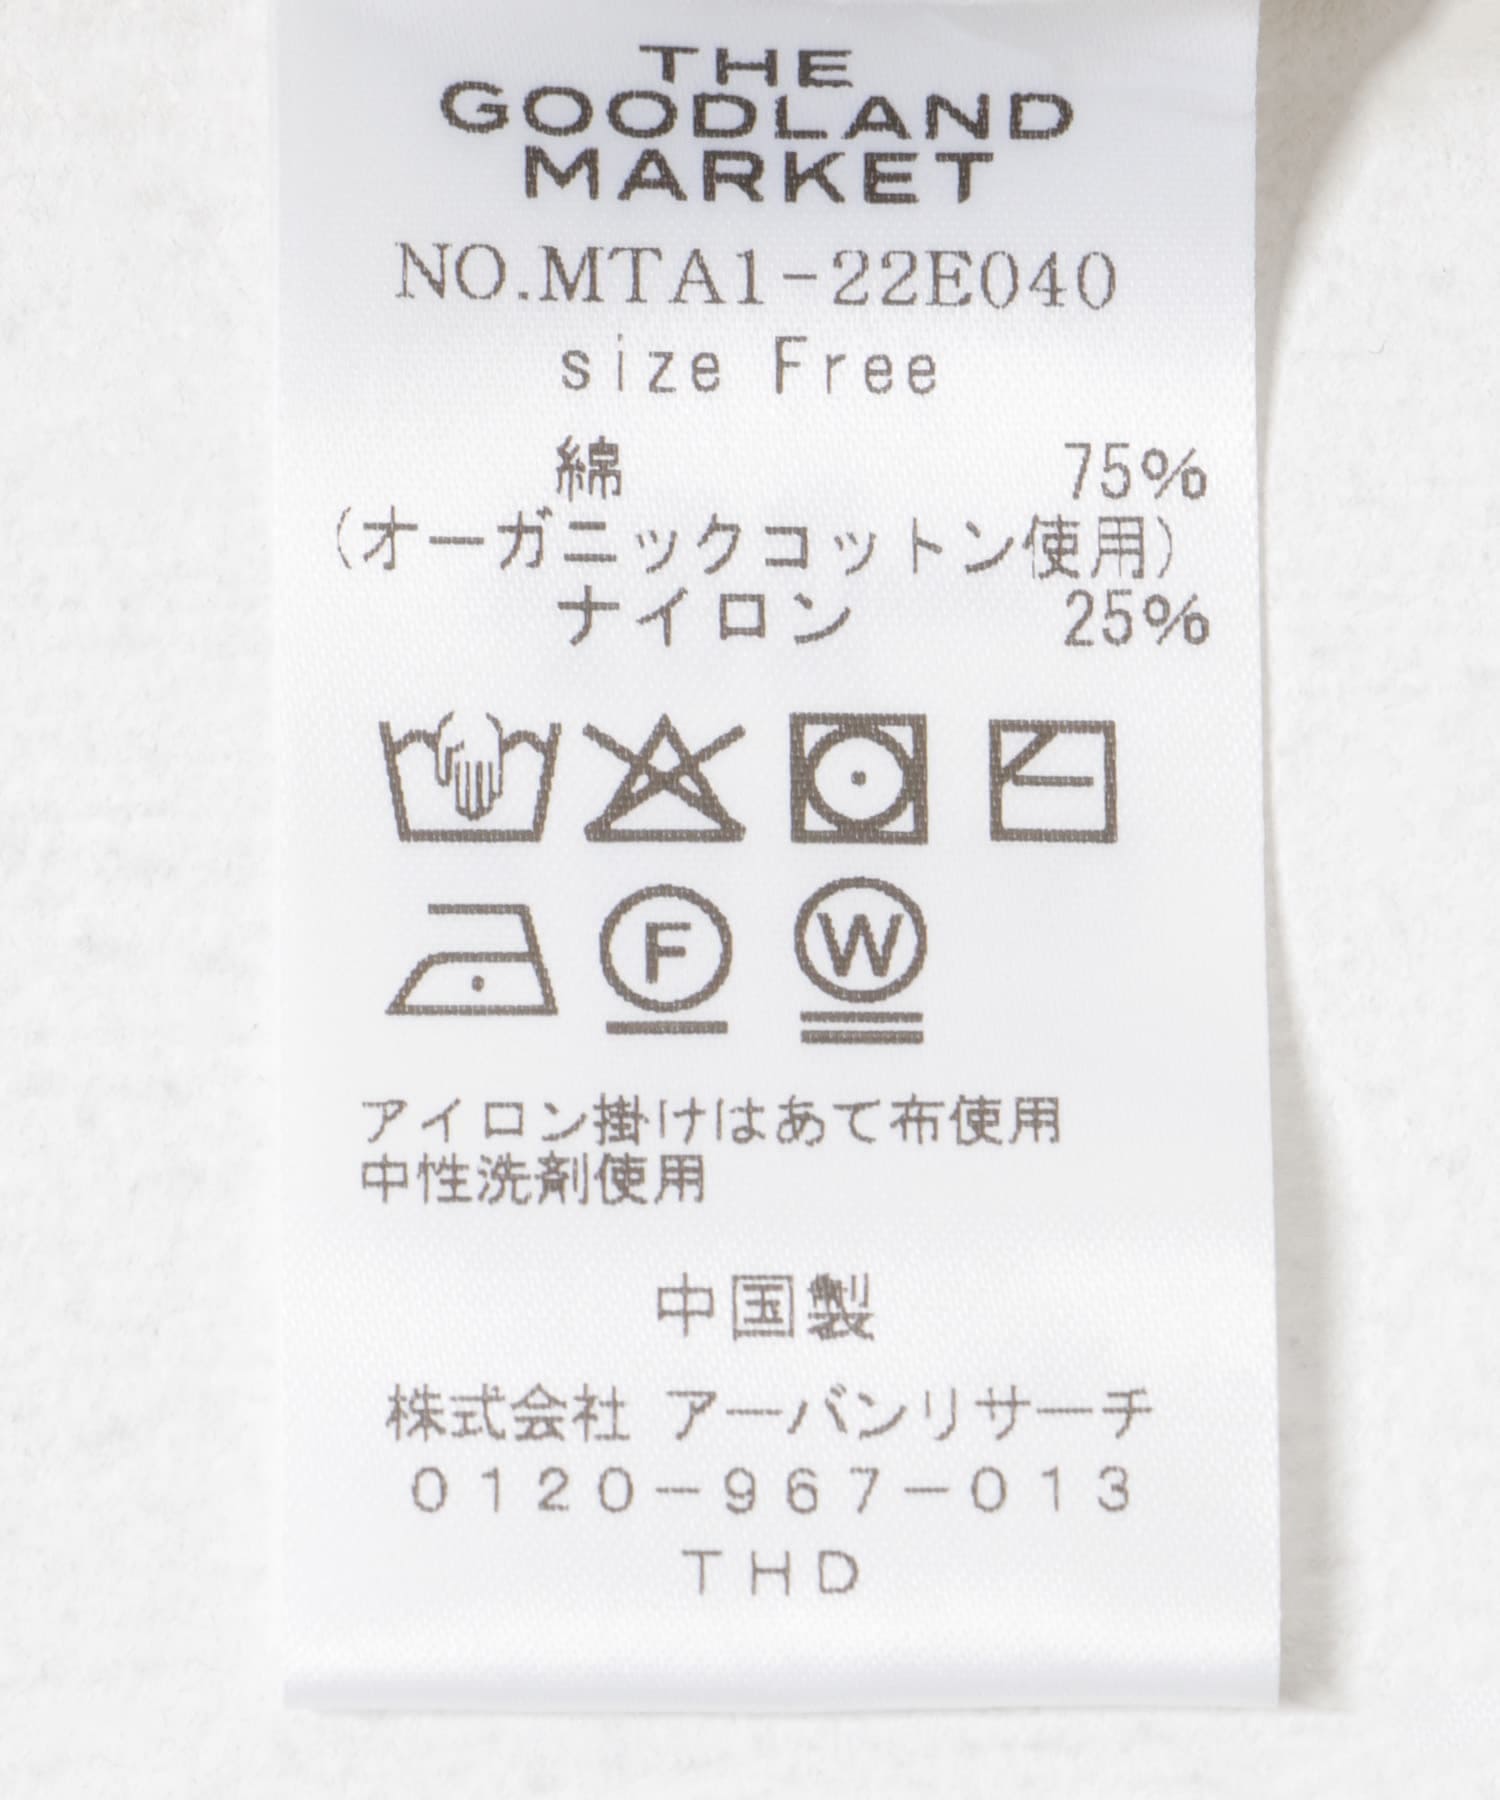 THE
GOODLAND
MARKET
NO.MTA1-22E040
size Free
綿 75%
(オーガニックコットン使用)
ナイロン 25%
F W
アイロン掛けはあて布使用
中性洗剤使用
中国製
株式会社 アーバンリサーチ
0120-967-013
THD